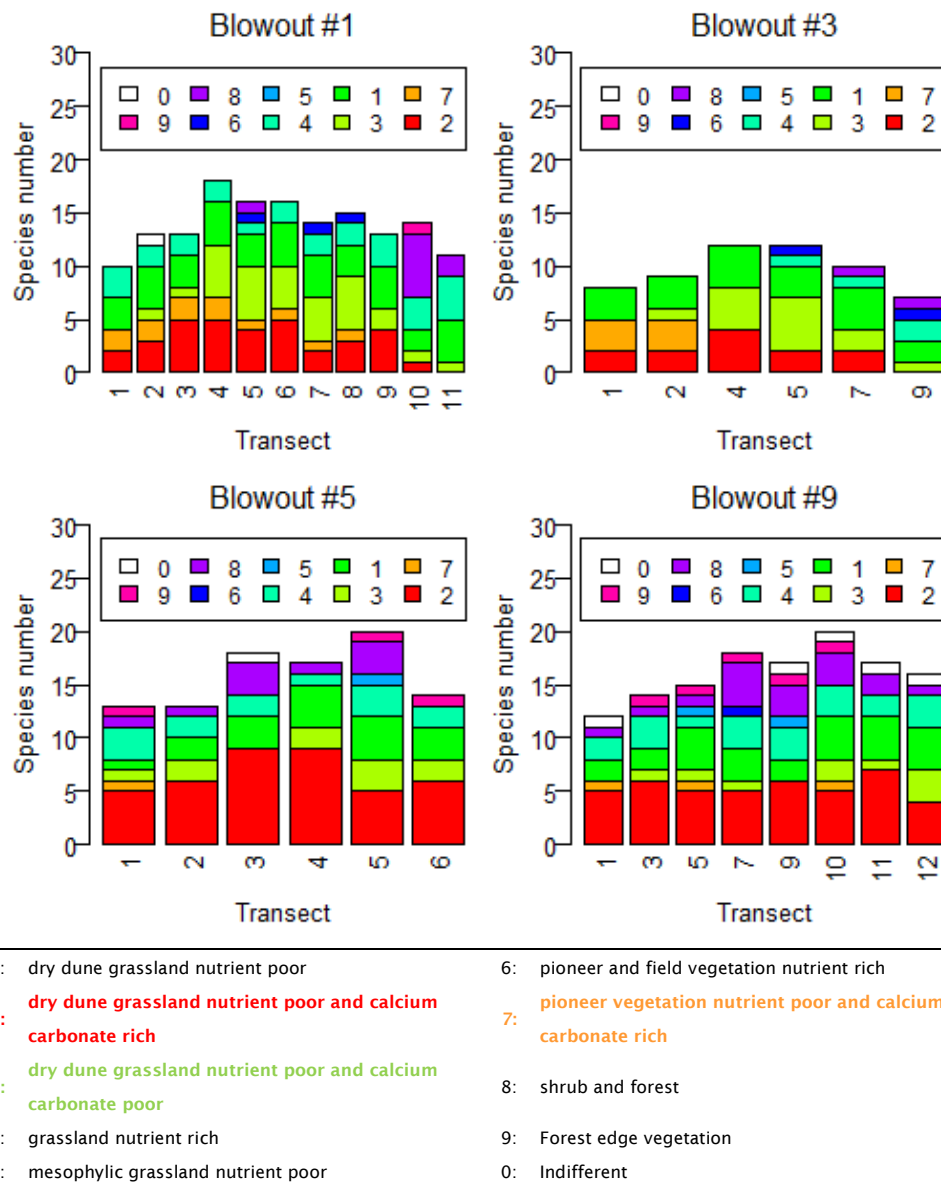 Blowout #1
Blowout #3
30
25
20
15
10
5
0
Species number
0 8 5 1 7
9 6 4 3 2
1 2 3 4 5 6 7 8 9 10 11
Transect
30
25
20
15
10
5
0
Species number
0 8 5 1 7
9 6 4 3 2
1 2 4 5 7 9
Transect
Blowout #5
Blowout #9
30
25
20
15
10
5
0
Species number
0 8 5 1 7
9 6 4 3 2
1 2 3 4 5 6
Transect
30
25
20
15
10
5
0
Species number
0 8 5 1 7
9 6 4 3 2
1 3 5 7 9 10 11 12
Transect
: dry dune grassland nutrient poor
6: pioneer and field vegetation nutrient rich
: dry dune grassland nutrient poor and calcium
carbonate rich
7: pioneer vegetation nutrient poor and calcium
carbonate rich
: dry dune grassland nutrient poor and calcium
carbonate poor
8: shrub and forest
: grassland nutrient rich
9: Forest edge vegetation
: mesophylic grassland nutrient poor
0: Indifferent